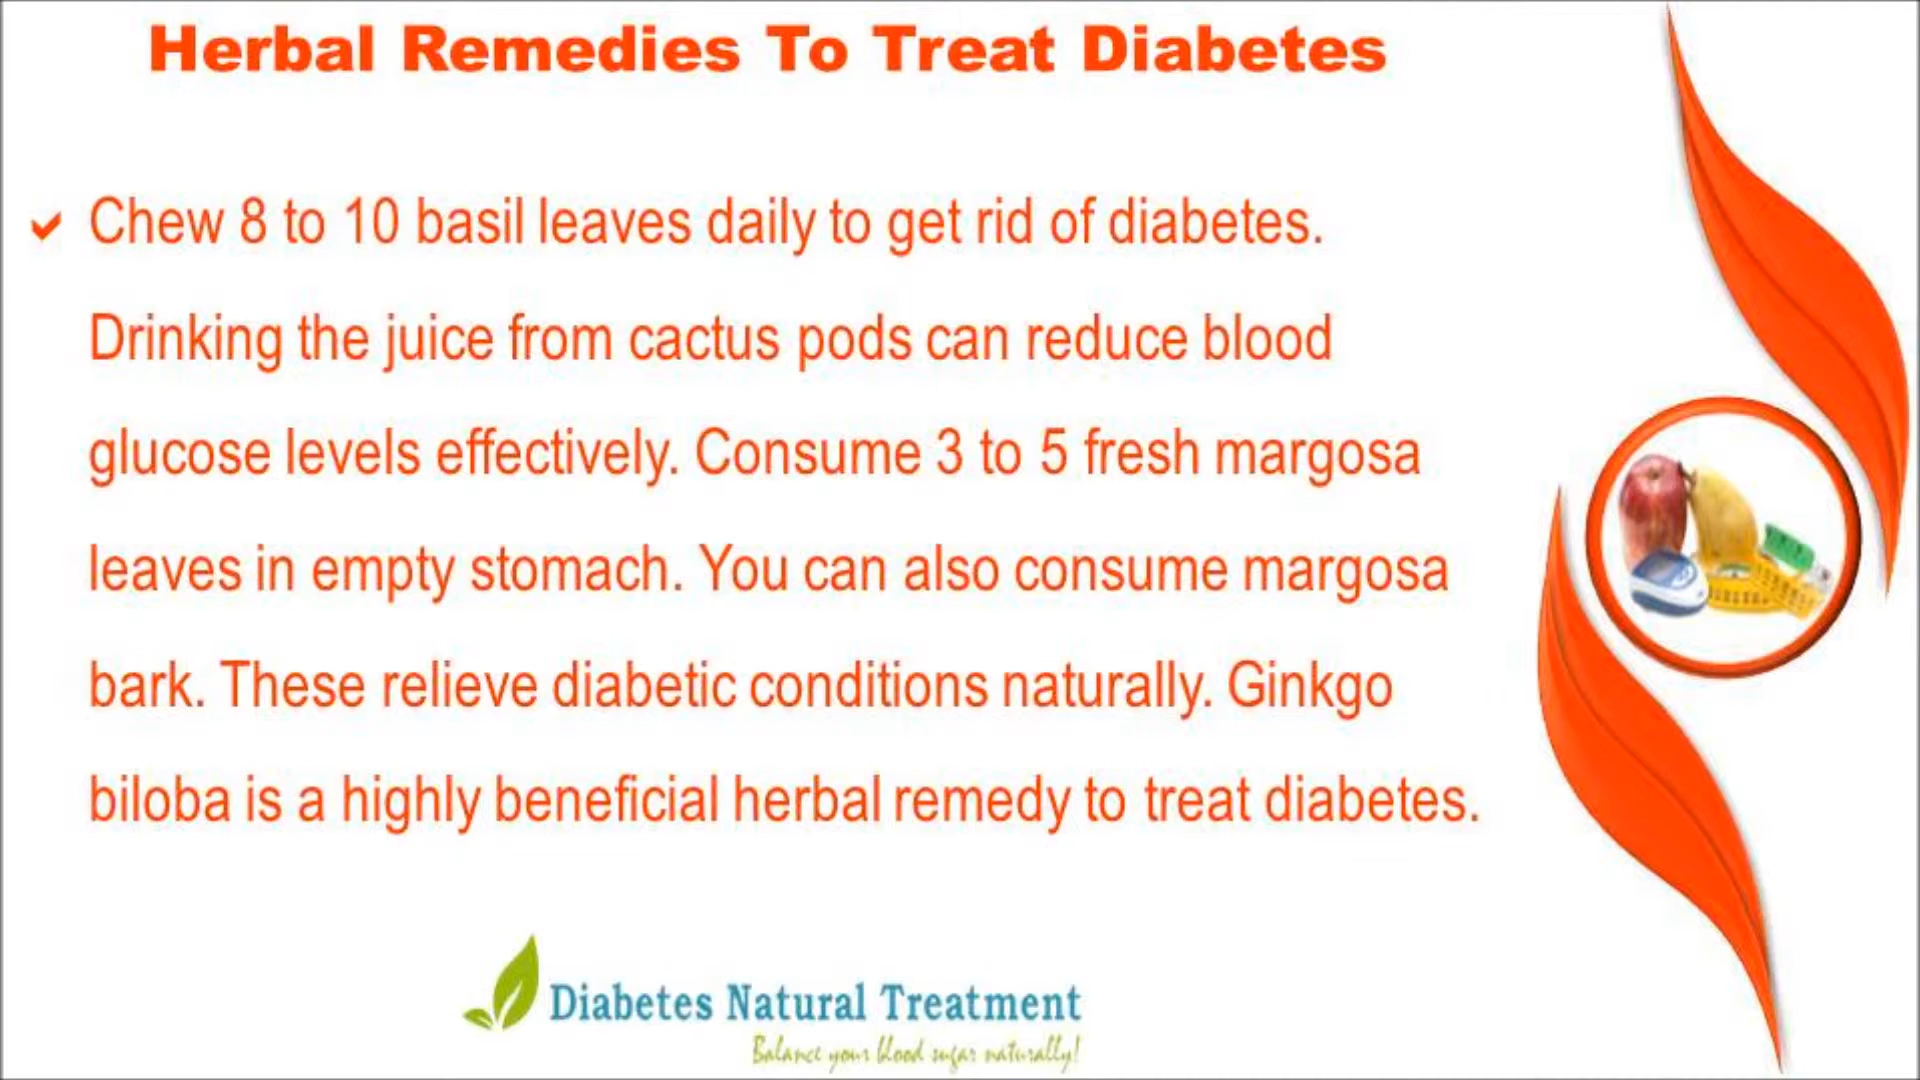 Herbal Remedies To Treat Diabetes
Chew 8 to 10 basil leaves daily to get rid of diabetes.
Drinking the juice from cactus pods can reduce blood
glucose levels effectively. Consume 3 to 5 fresh margosa
leaves in empty stomach. You can also consume margosa
bark. These relieve diabetic conditions naturally. Ginkgo
biloba is a highly beneficial herbal remedy to treat diabetes.
Diabetes Natural Treatment
Balance your blood sugar naturally!